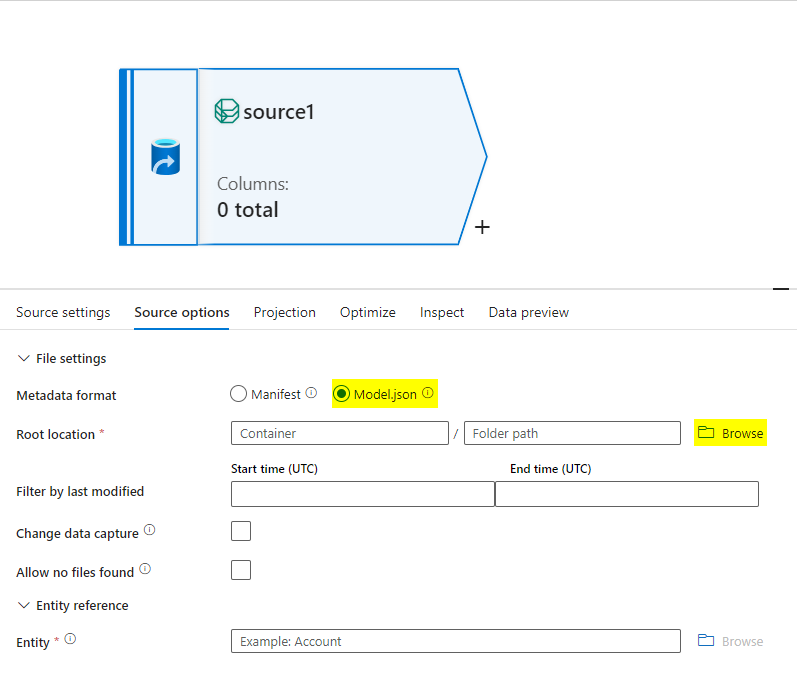 source1
Columns:
0 total
+
Source settings Source options Projection Optimize Inspect Data preview
File settings
Metadata format Manifest Model.json
Root location * Container / Folder path Browse
Start time (UTC) End time (UTC)
Filter by last modified
Change data capture
Allow no files found
Entity reference
Entity * Example: Account Browse